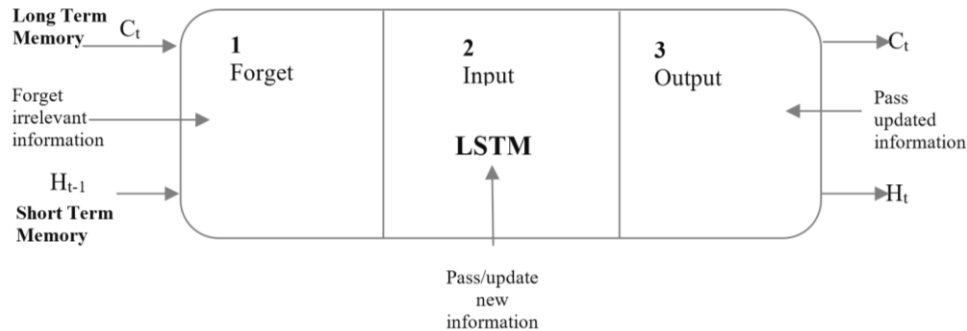 Long Term
Memory
Ct
Forget
irrelevant
information
Ht-1
Short Term
Memory
1
Forget
2
Input
LSTM
3
Output
Pass/update
new
information
Ct
Pass
updated
information
Ht